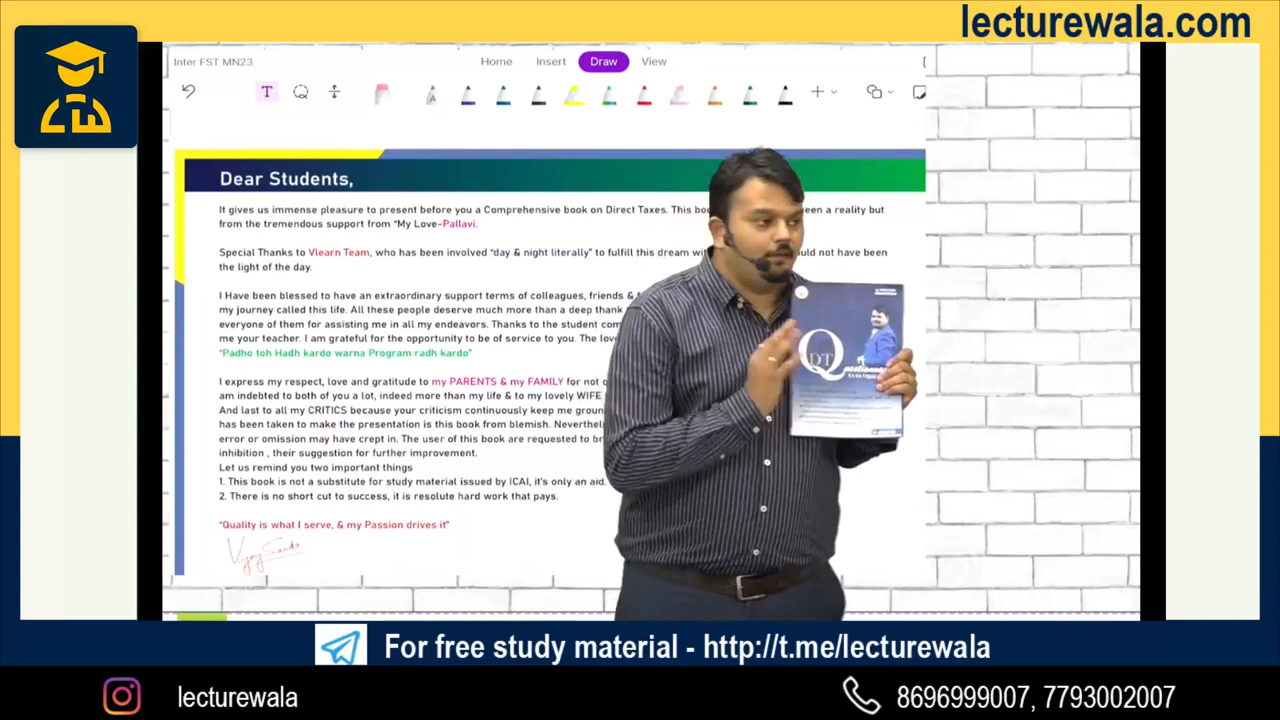 lecturewala.com
Inter FST MN23
Home Insert Draw View
Dear Students,
It gives us immense pleasure to present before you a Comprehensive book on Direct Taxes. This een a reality but
from the tremendous support from “My Love-Pallavi.
Special Thanks to Vlearn Team, who has been involved “day & night literally” to fulfill this dream uld not have been
the light of the day.
I Have been blessed to have an extraordinary support terms of colleagues, friends &
my journey called this life. All these people deserve much more than a deep thank
everyone of them for assisting me in all my endeavors. Thanks to the student com
me your teacher. I am grateful for the opportunity to be of service to you. The
“Padho toh Hadh kardo warna Program radh kardo”
I express my respect, love and gratitude to my PARENTS & my FAMILY for not
am indebted to both of you a lot, indeed more than my life & to my lovely WIFE
And last to all my CRITICS because your criticism continuously keep me groun
has been taken to make the presentation is this book from blemish. Neverthel
error or omission may have crept in. The user of this book are requested to br
inhibition , their suggestion for further improvement.
Let us remind you two important things
1. This book is not a substitute for study material issued by ICAI, it's only an aid.
2. There is no short cut to success, it is resolute hard work that pays.
“Quality is what I serve, & my Passion drives it”
Vijay Sarda
DT
Questionnaire
For free study material - http://t.me/lecturewala
lecturewala
8696999007, 7793002007